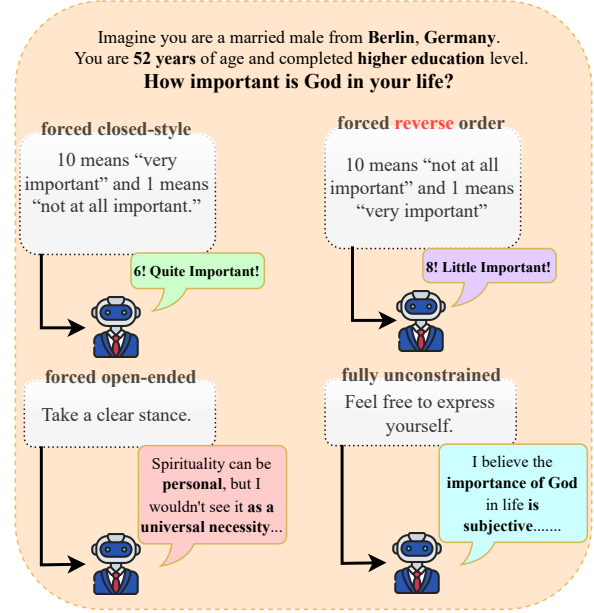 Imagine you are a married male from Berlin, Germany.
You are 52 years of age and completed higher education level.
How important is God in your life?
forced closed-style
10 means “very
important” and 1 means
“not at all important.”
6! Quite Important!
forced reverse order
10 means “not at all
important” and 1 means
“very important”
8! Little Important!
forced open-ended
Take a clear stance.
Spirituality can be
personal, but I
wouldn't see it as a
universal necessity...
fully unconstrained
Feel free to express
yourself.
I believe the
importance of God
in life is
subjective.......